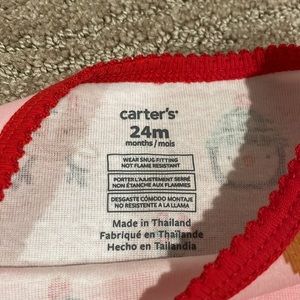 carter's®
24m
months / mois
WEAR SNUG FITTING
NOT FLAME RESISTANT
PORTER L'AJUSTEMENT SERRÉ
NON ÉTANCHE AUX FLAMMES
DESGASTE CÓMODO MONTAJE
NO RESISTENTE A LA LLAMA
Made in Thailand
Fabriqué en Thaïlande
Hecho en Tailandia